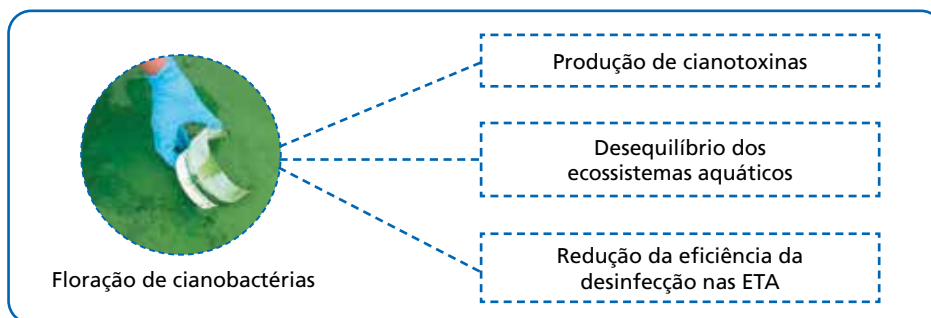 Produção de cianotoxinas
Desequilíbrio dos
ecossistemas aquáticos
Redução da eficiência da
desinfecção nas ETA
Floração de cianobactérias